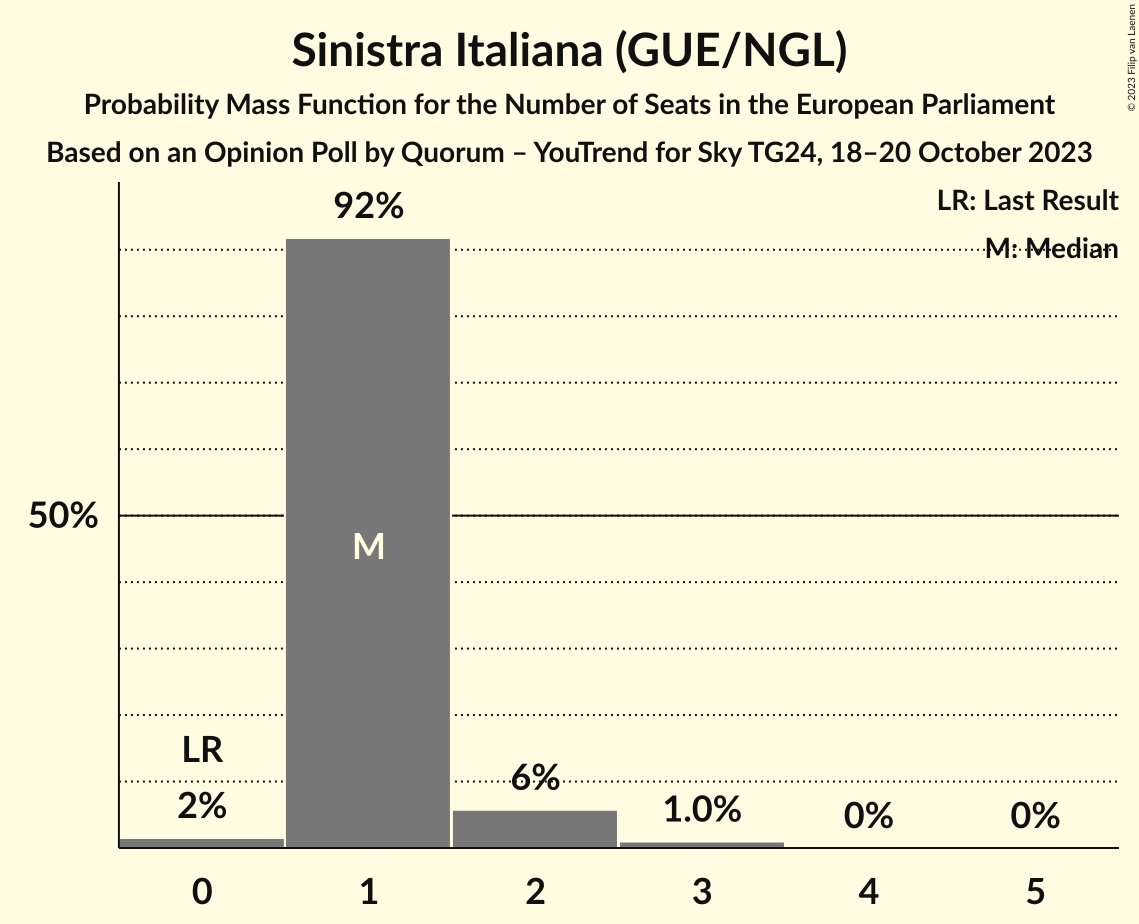 Sinistra Italiana (GUE/NGL)
Probability Mass Function for the Number of Seats in the European Parliament
Based on an Opinion Poll by Quorum – YouTrend for Sky TG24, 18–20 October 2023
© 2023 Filip van Laenen
LR: Last Result
M: Median
92%
50%
M
LR
2%
6%
1.0%
0%
0%
0 1 2 3 4 5